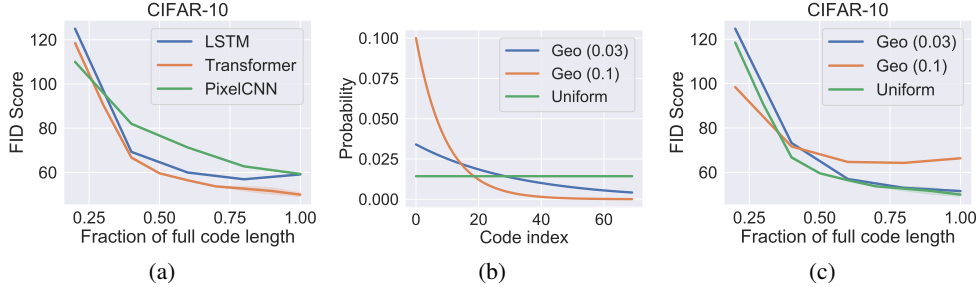 CIFAR-10
120
100
80
60
0.25
0.50
0.75
1.00
FID Score
Fraction of full code length
LSTM
Transformer
PixelCNN
(a)
0.100
0.075
0.050
0.025
0.000
0
20
40
60
Probability
Code index
Geo (0.03)
Geo (0.1)
Uniform
(b)
CIFAR-10
120
100
80
60
0.25
0.50
0.75
1.00
FID Score
Fraction of full code length
Geo (0.03)
Geo (0.1)
Uniform
(c)